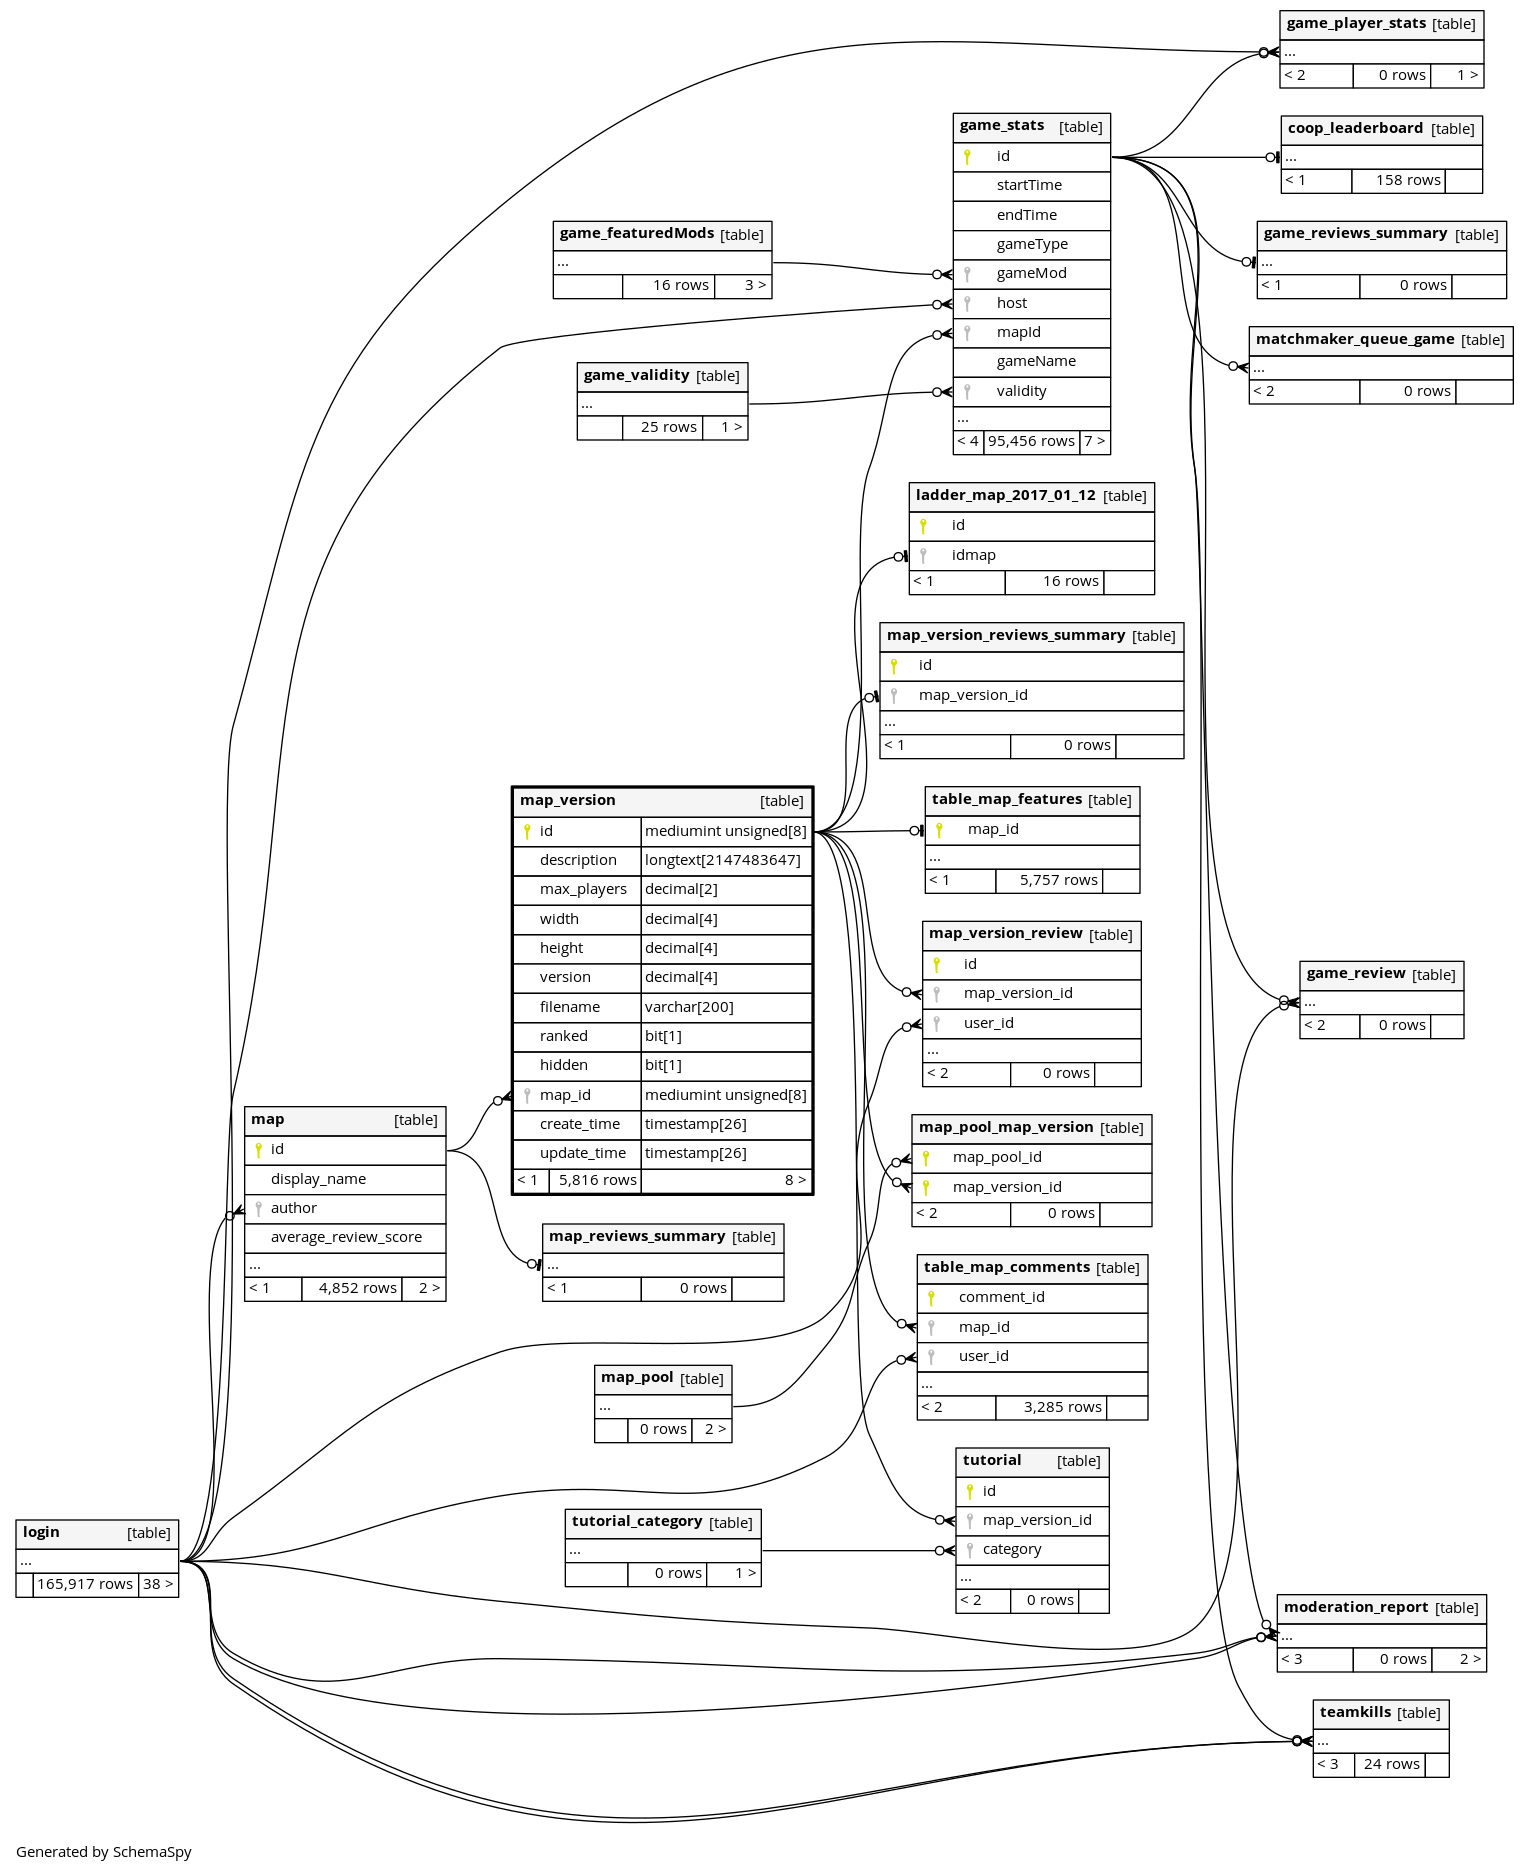 game_player_stats [table]
...
< 2 0 rows 1 >
game_stats [table]
id
startTime
endTime
gameType
gameMod
host
mapId
gameName
validity
...
< 4 95,456 rows 7 >
coop_leaderboard [table]
...
< 1 158 rows
game_featuredMods [table]
...
16 rows 3 >
game_reviews_summary [table]
...
< 1 0 rows
matchmaker_queue_game [table]
...
< 2 0 rows
game_validity [table]
...
25 rows 1 >
ladder_map_2017_01_12 [table]
id
idmap
< 1 16 rows
map_version_reviews_summary [table]
id
map_version_id
...
< 1 0 rows
map_version [table]
id mediumint unsigned[8]
description longtext[2147483647]
max_players decimal[2]
width decimal[4]
height decimal[4]
version decimal[4]
filename varchar[200]
ranked bit[1]
hidden bit[1]
map_id mediumint unsigned[8]
create_time timestamp[26]
update_time timestamp[26]
< 1 5,816 rows 8 >
table_map_features [table]
map_id
...
< 1 5,757 rows
map_version_review [table]
id
map_version_id
user_id
...
< 2 0 rows
game_review [table]
...
< 2 0 rows
map [table]
id
display_name
author
average_review_score
...
< 1 4,852 rows 2 >
map_pool_map_version [table]
map_pool_id
map_version_id
< 2 0 rows
map_reviews_summary [table]
...
< 1 0 rows
table_map_comments [table]
comment_id
map_id
user_id
...
< 2 3,285 rows
map_pool [table]
...
0 rows 2 >
tutorial [table]
id
map_version_id
category
...
< 2 0 rows
tutorial_category [table]
...
0 rows 1 >
login [table]
...
165,917 rows 38 >
moderation_report [table]
...
< 3 0 rows 2 >
teamkills [table]
...
< 3 24 rows
Generated by SchemaSpy